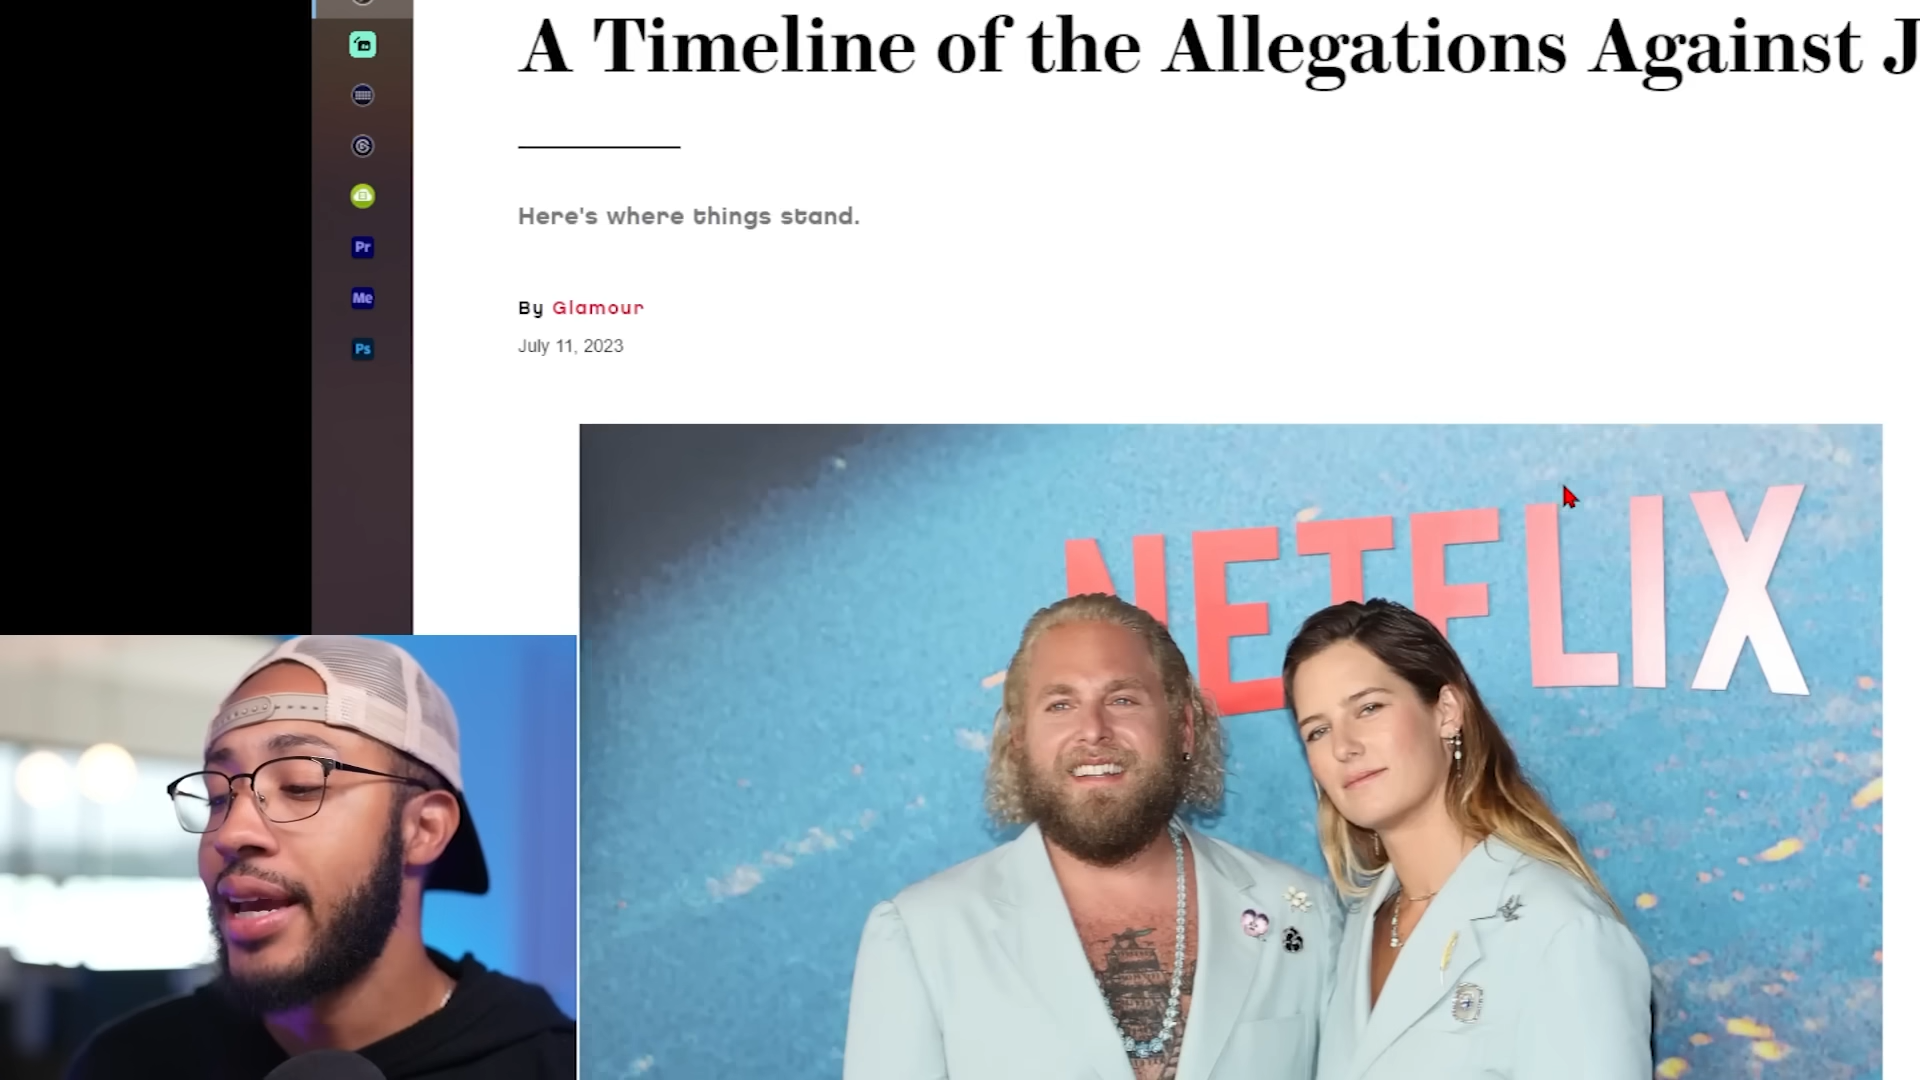 A Timeline of the Allegations Against J
Here's where things stand.
By Glamour
July 11, 2023
NETFLIX
Pr
Me
Ps